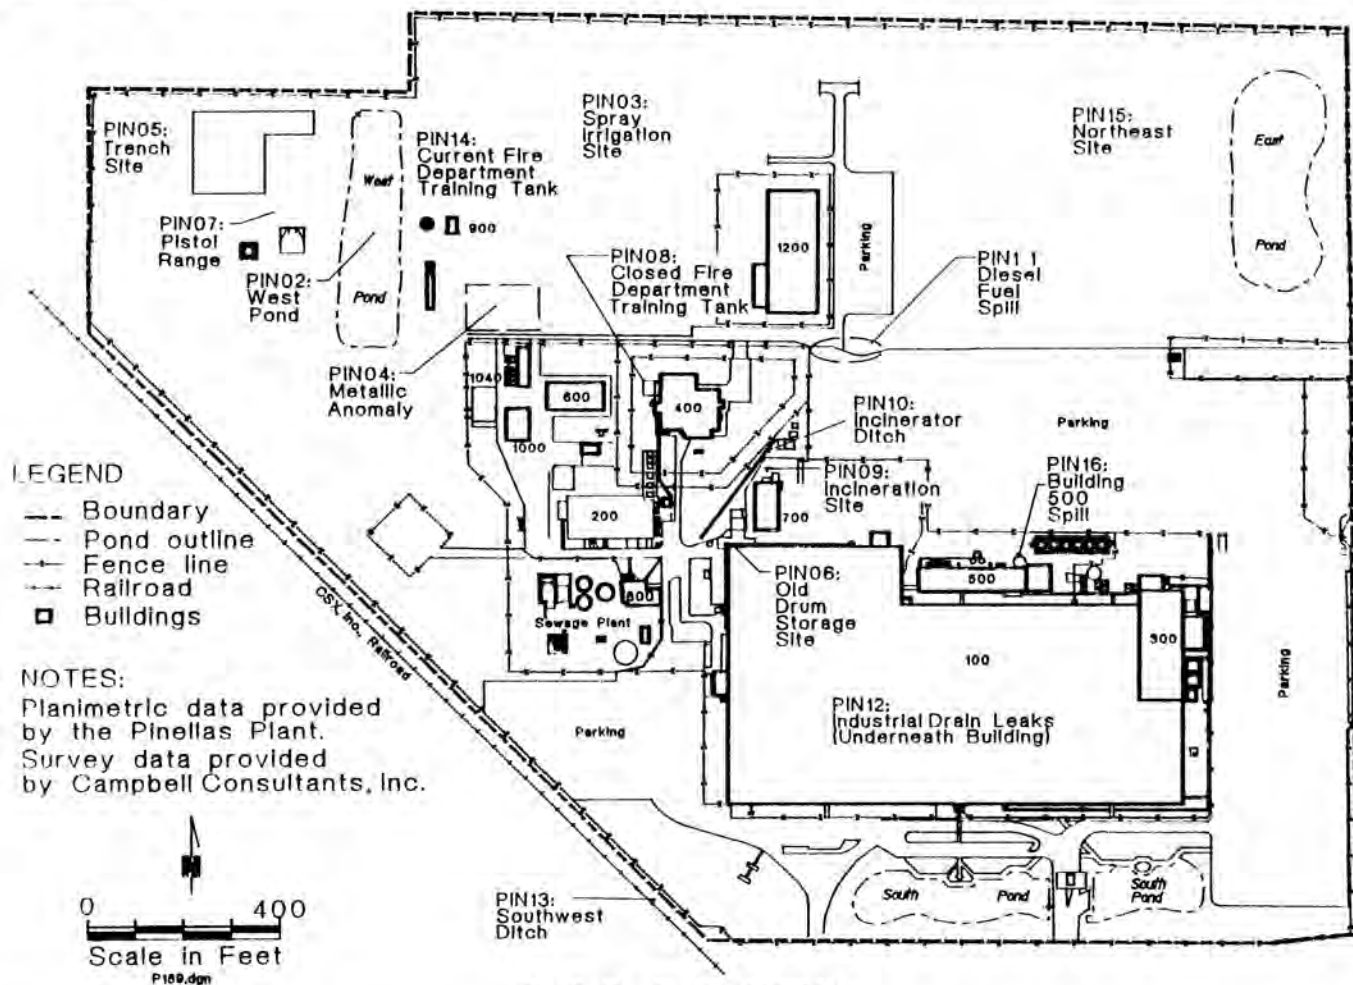 PIN05:
Trench
Site
PIN07:
Pistol
Range
PIN02:
West
Pond
West
Pond
PIN14:
Current Fire
Department
Training Tank
900
PIN03:
Spray
Irrigation
Site
PIN08:
Closed Fire
Department
Training Tank
1200
Parking
PIN11
Diesel
Fuel
Spill
PIN15:
Northeast
Site
East
Pond
PIN04:
Metallic
Anomaly
1040
600
400
1000
PIN10:
Incinerator
Ditch
Parking
PIN09:
Incineration
Site
PIN16:
Building
500
Spill
200
700
500
PIN06:
Old
Drum
Storage
Site
800
Sewage Plant
100
300
Parking
PIN12:
Industrial Drain Leaks
(Underneath Building)
12
Parking
CSX, Inc., Railroad
LEGEND
Boundary
Pond outline
Fence line
Railroad
Buildings
NOTES:
Planimetric data provided
by the Pinellas Plant.
Survey data provided
by Campbell Consultants, Inc.
N
0 400
Scale in Feet
P189.dgn
PIN13:
Southwest
Ditch
South Pond
South
Pond